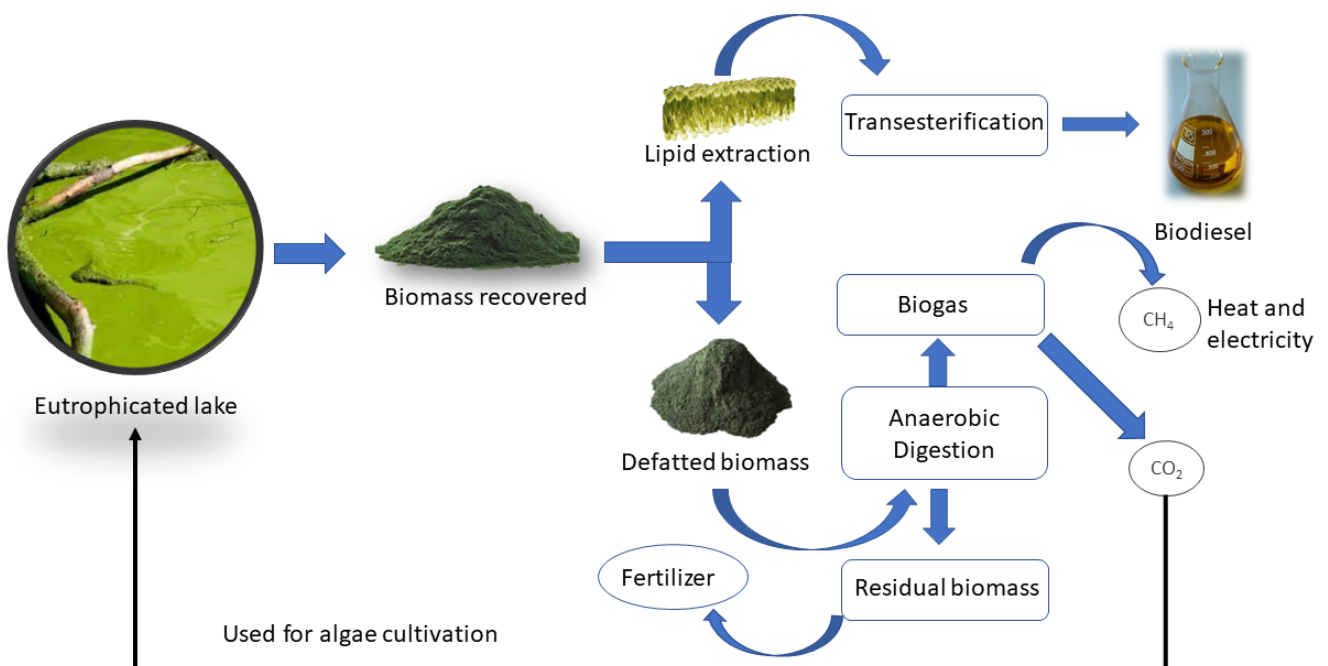 Transesterification
Lipid extraction
Biodiesel
Eutrophicated lake
Biomass recovered
Biogas
CH₄
Heat and
electricity
Defatted biomass
Anaerobic
Digestion
CO₂
Fertilizer
Residual biomass
Used for algae cultivation